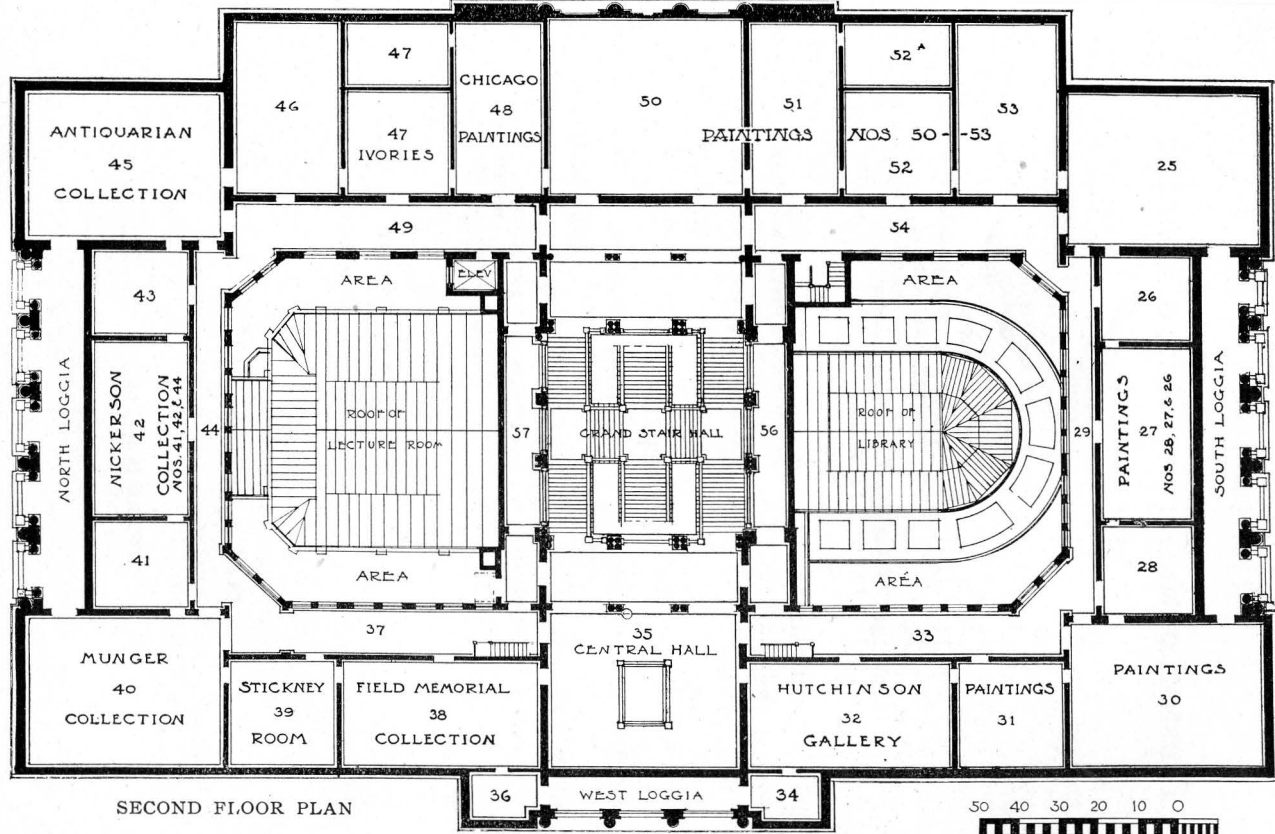 47
52 A
46
CHICAGO
48
PAINTINGS
50
51
53
47
IVORIES
PAINTINGS NOS. 50--53
52
ANTIQUARIAN
45
COLLECTION
25
49
54
AREA
ELEV
AREA
43
26
NORTH LOGGIA
NICKERSON
42
COLLECTION
NOS. 41, 42, & 44
44
ROOF OF
LECTURE ROOM
57
GRAND STAIR HALL
56
ROOF OF
LIBRARY
29
PAINTINGS
27
NOS 28, 27, & 26
SOUTH LOGGIA
41
28
AREA
AREA
37
35
CENTRAL HALL
33
MUNGER
40
COLLECTION
STICKNEY
39
ROOM
FIELD MEMORIAL
38
COLLECTION
HUTCHINSON
32
GALLERY
PAINTINGS
31
PAINTINGS
30
36
WEST LOGGIA
34
SECOND FLOOR PLAN
50 40 30 20 10 0